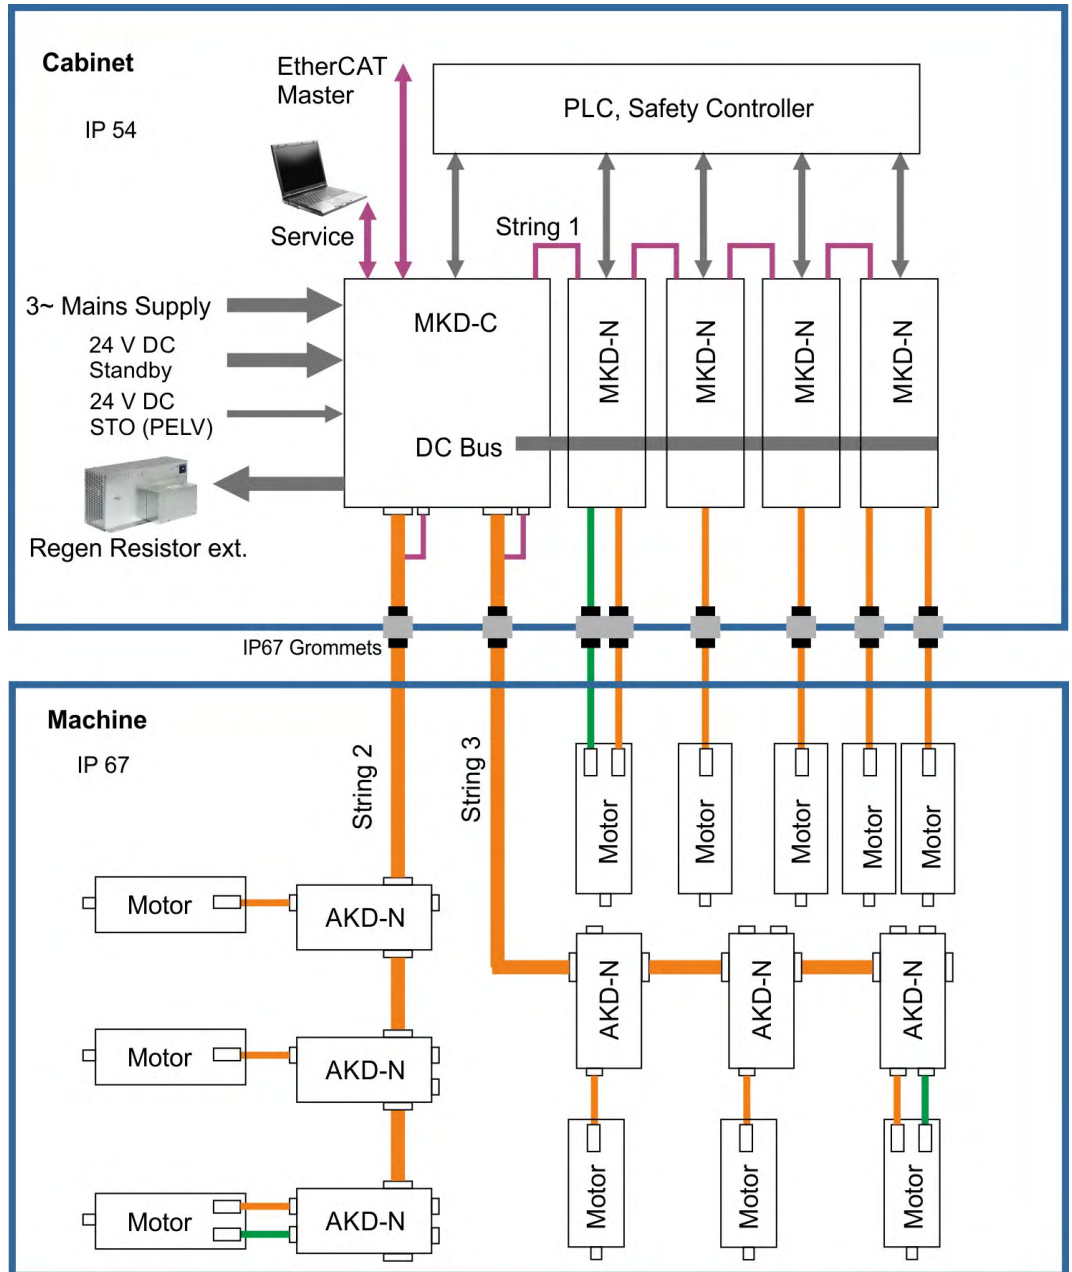 Cabinet
IP 54
EtherCAT
Master
PLC, Safety Controller
Service
String 1
3~ Mains Supply
24 V DC
Standby
24 V DC
STO (PELV)
Regen Resistor ext.
MKD-C
DC Bus
MKD-N
MKD-N
MKD-N
MKD-N
IP67 Grommets
Machine
IP 67
String 2
String 3
Motor
Motor
Motor
Motor
Motor
Motor
AKD-N
Motor
AKD-N
Motor
AKD-N
AKD-N
AKD-N
AKD-N
Motor
Motor
Motor